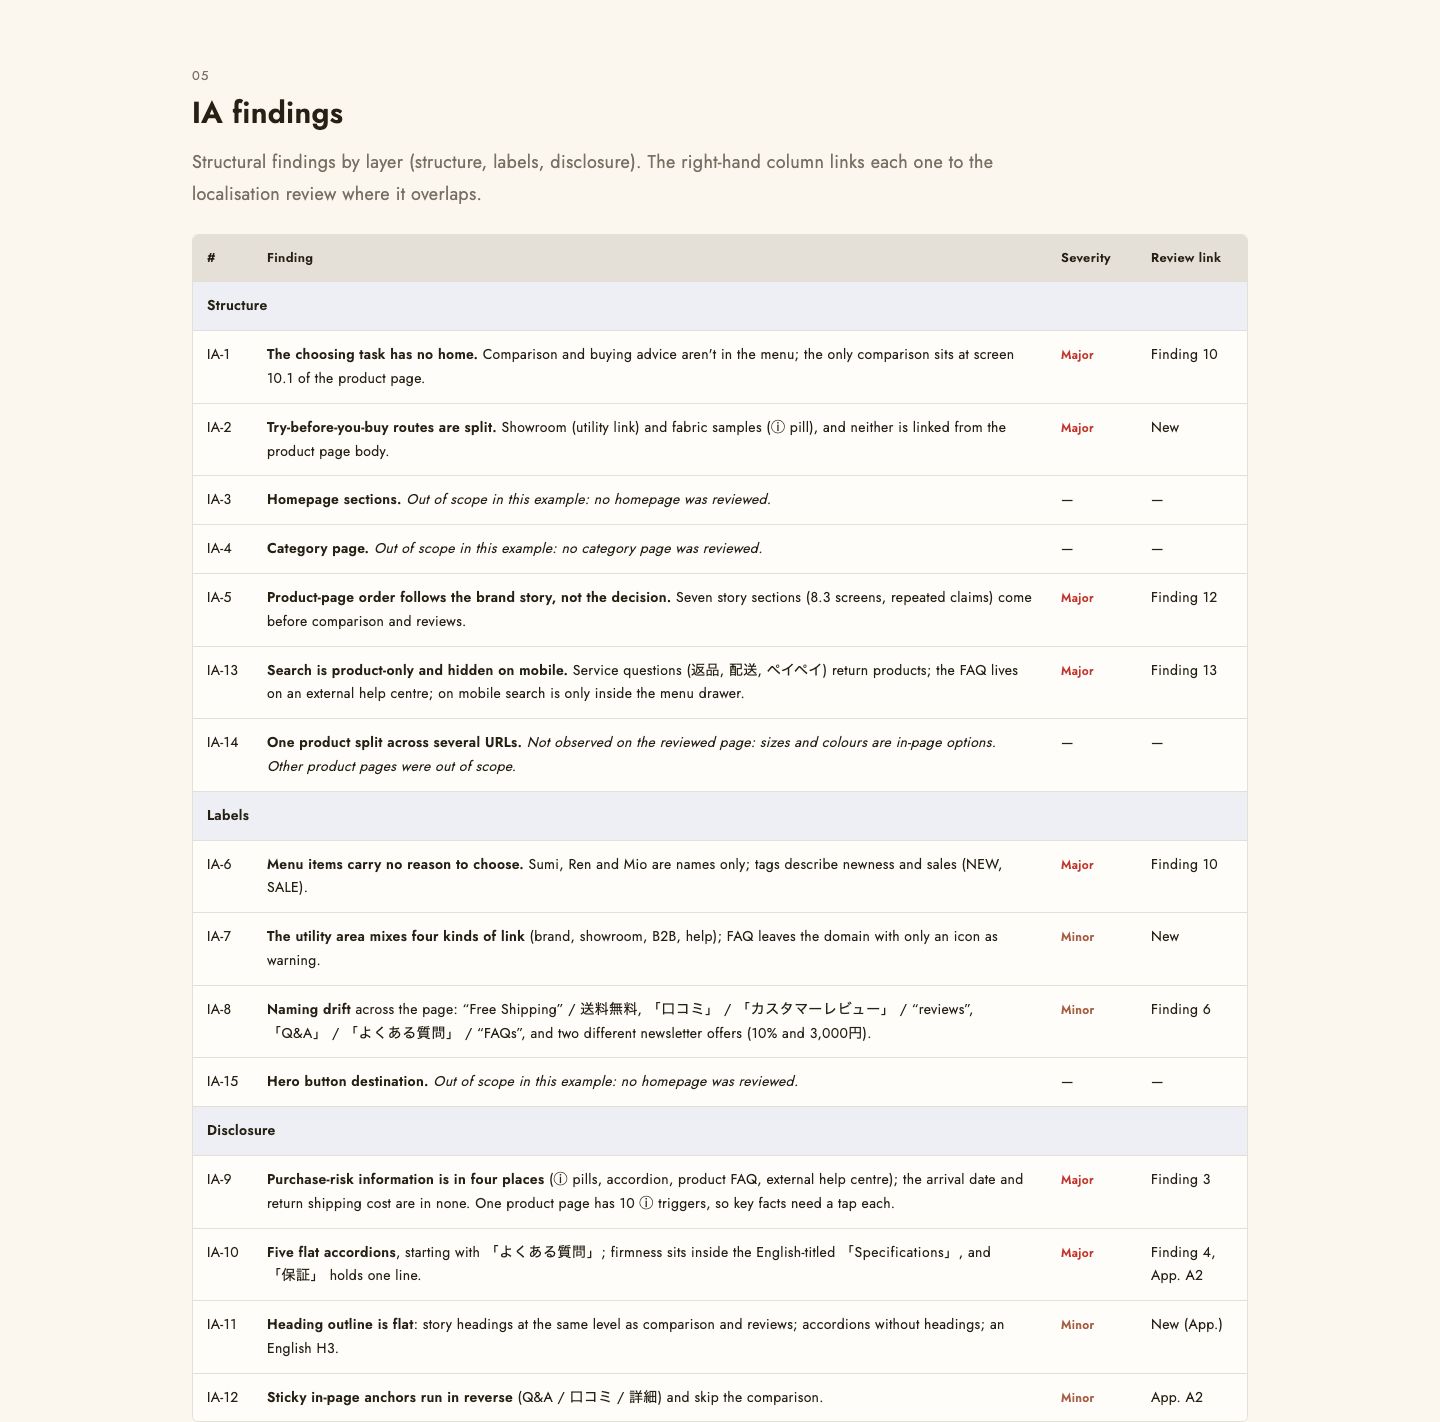 05
IA findings
Structural findings by layer (structure, labels, disclosure). The right-hand column links each one to the
localisation review where it overlaps.
# Finding Severity Review link
Structure
IA-1 The choosing task has no home. Comparison and buying advice aren't in the menu; the only comparison sits at screen Major Finding 10
10.1 of the product page.
IA-2 Try-before-you-buy routes are split. Showroom (utility link) and fabric samples (ⓘ pill), and neither is linked from the Major New
product page body.
IA-3 Homepage sections. Out of scope in this example: no homepage was reviewed. — —
IA-4 Category page. Out of scope in this example: no category page was reviewed. — —
IA-5 Product-page order follows the brand story, not the decision. Seven story sections (8.3 screens, repeated claims) come Major Finding 12
before comparison and reviews.
IA-13 Search is product-only and hidden on mobile. Service questions (返品, 配送, ペイペイ) return products; the FAQ lives Major Finding 13
on an external help centre; on mobile search is only inside the menu drawer.
IA-14 One product split across several URLs. Not observed on the reviewed page: sizes and colours are in-page options. — —
Other product pages were out of scope.
Labels
IA-6 Menu items carry no reason to choose. Sumi, Ren and Mio are names only; tags describe newness and sales (NEW, Major Finding 10
SALE).
IA-7 The utility area mixes four kinds of link (brand, showroom, B2B, help); FAQ leaves the domain with only an icon as Minor New
warning.
IA-8 Naming drift across the page: “Free Shipping” / 送料無料, 「口コミ」 / 「カスタマーレビュー」 / “reviews”, Minor Finding 6
「Q&A」 / 「よくある質問」 / “FAQs”, and two different newsletter offers (10% and 3,000円).
IA-15 Hero button destination. Out of scope in this example: no homepage was reviewed. — —
Disclosure
IA-9 Purchase-risk information is in four places (ⓘ pills, accordion, product FAQ, external help centre); the arrival date and Major Finding 3
return shipping cost are in none. One product page has 10 ⓘ triggers, so key facts need a tap each.
IA-10 Five flat accordions, starting with 「よくある質問」; firmness sits inside the English-titled 「Specifications」, and Major Finding 4,
「保証」 holds one line. App. A2
IA-11 Heading outline is flat: story headings at the same level as comparison and reviews; accordions without headings; an Minor New (App.)
English H3.
IA-12 Sticky in-page anchors run in reverse (Q&A / 口コミ / 詳細) and skip the comparison. Minor App. A2